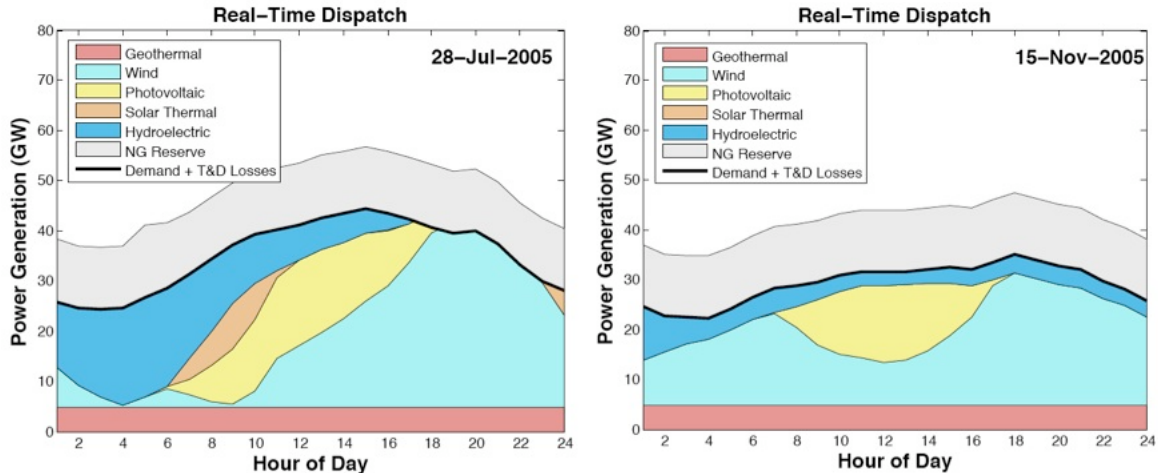 Real-Time Dispatch
80
70
60
50
40
30
20
10
0
Power Generation (GW)
28-Jul-2005
Geothermal
Wind
Photovoltaic
Solar Thermal
Hydroelectric
NG Reserve
Demand + T&D Losses
2 4 6 8 10 12 14 16 18 20 22 24
Hour of Day
Real-Time Dispatch
80
70
60
50
40
30
20
10
0
Power Generation (GW)
15-Nov-2005
Geothermal
Wind
Photovoltaic
Solar Thermal
Hydroelectric
NG Reserve
Demand + T&D Losses
2 4 6 8 10 12 14 16 18 20 22 24
Hour of Day